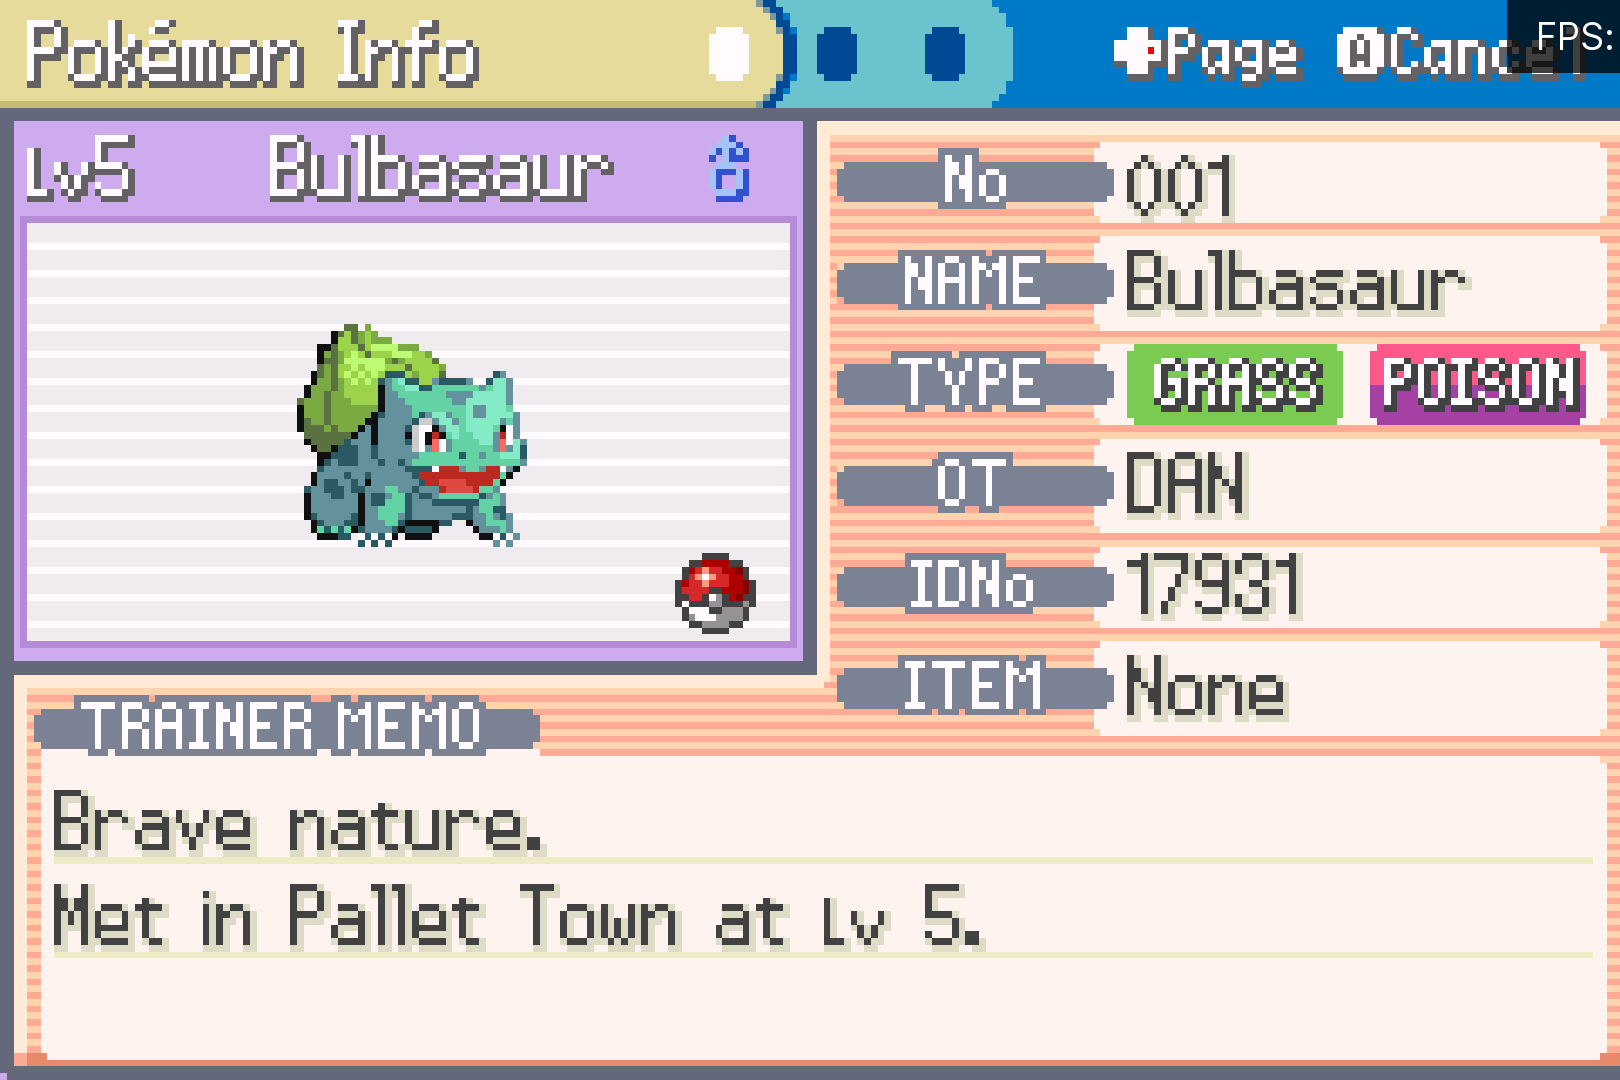 Pokémon Info
Page
A Cancel
FPS:
Lv5 Bulbasaur ♂
No 001
NAME Bulbasaur
TYPE GRASS POISON
OT DAN
IDNo 17931
ITEM None
TRAINER MEMO
Brave nature.
Met in Pallet Town at Lv 5.